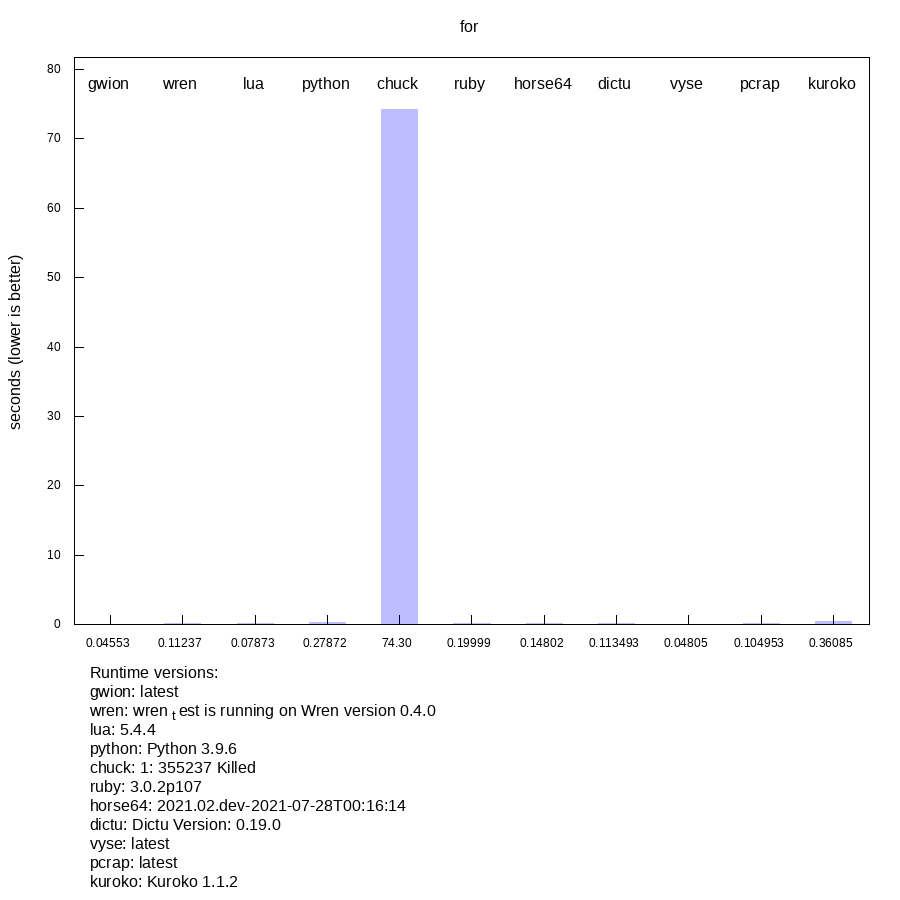 for
80 gwion wren lua python chuck ruby horse64 dictu vyse pcrap kuroko
70
60
50
40
30
20
10
0
seconds (lower is better)
0.04553 0.11237 0.07873 0.27872 74.30 0.19999 0.14802 0.113493 0.04805 0.104953 0.36085
Runtime versions:
gwion: latest
wren: wren t est is running on Wren version 0.4.0
lua: 5.4.4
python: Python 3.9.6
chuck: 1: 355237 Killed
ruby: 3.0.2p107
horse64: 2021.02.dev-2021-07-28T00:16:14
dictu: Dictu Version: 0.19.0
vyse: latest
pcrap: latest
kuroko: Kuroko 1.1.2